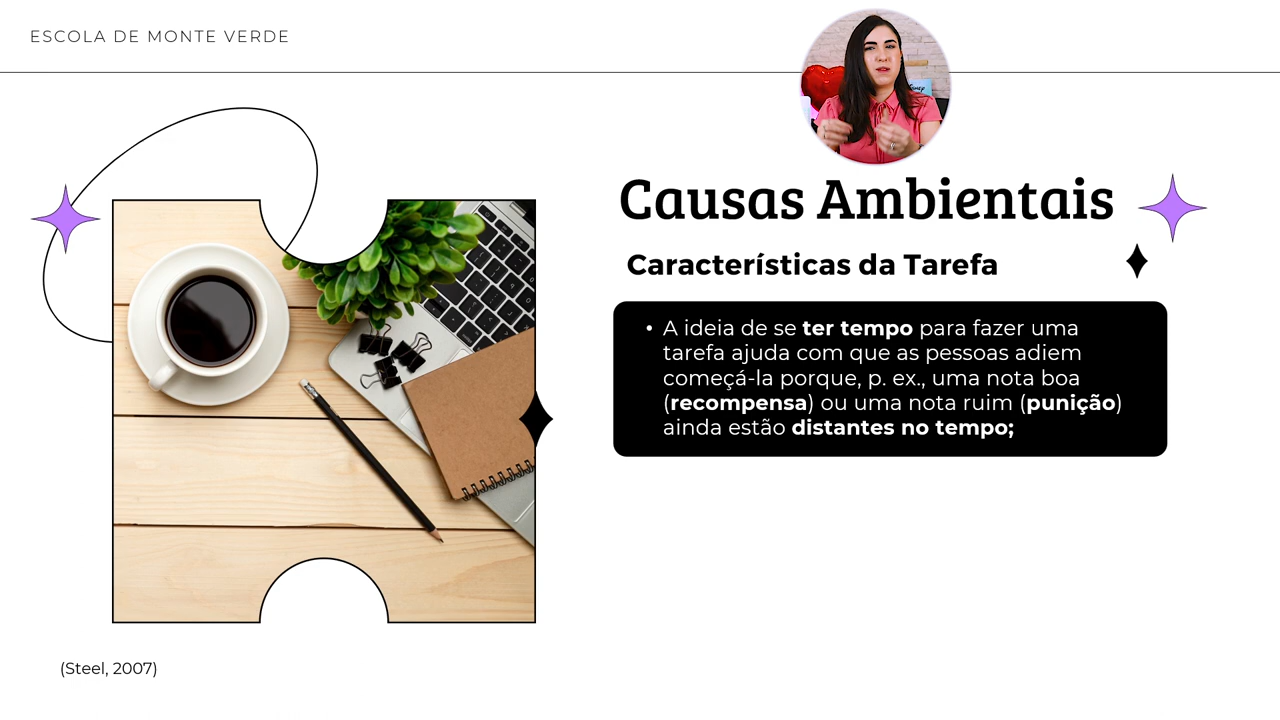 ESCOLA DE MONTE VERDE
Causas Ambientais
Características da Tarefa
• A ideia de se ter tempo para fazer uma
tarefa ajuda com que as pessoas adiem
começá-la porque, p. ex., uma nota boa
(recompensa) ou uma nota ruim (punição)
ainda estão distantes no tempo;
(Steel, 2007)